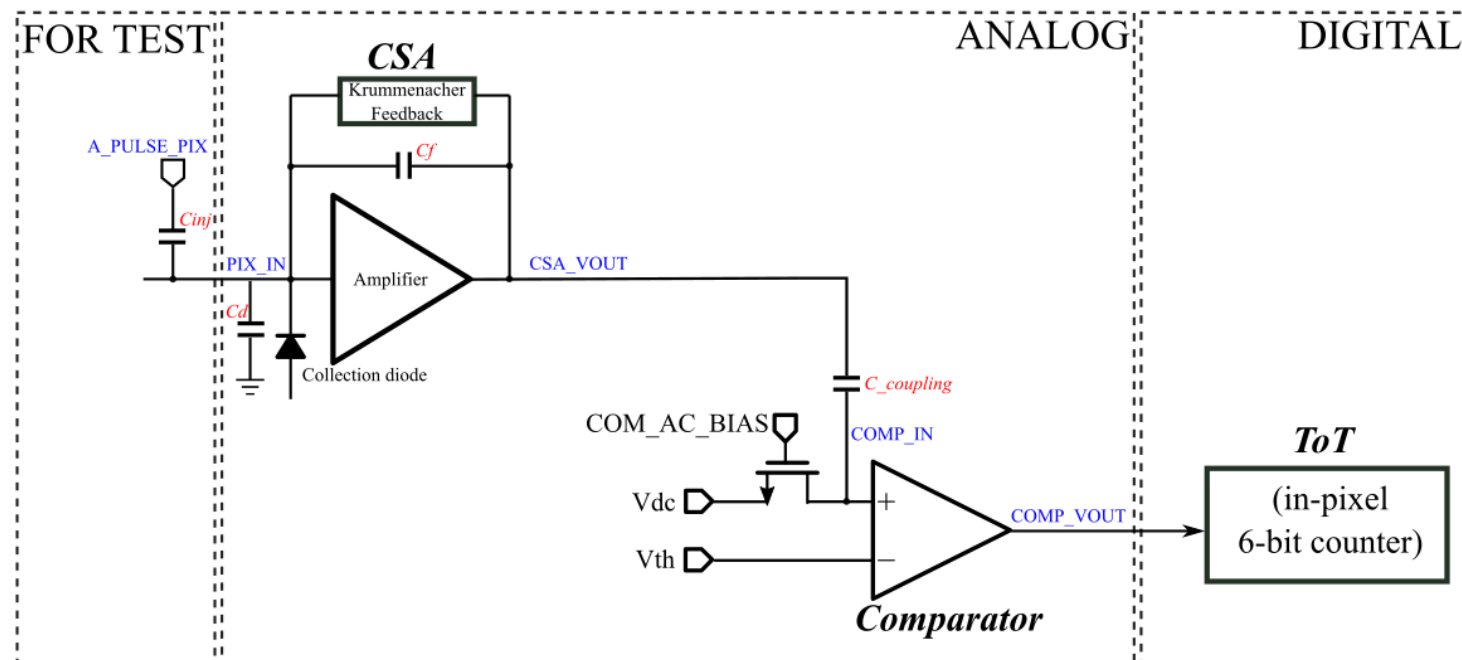 FOR TEST
ANALOG
DIGITAL
CSA
Krummenacher
Feedback
A_PULSE_PIX
Cf
Cinj
PIX_IN
Amplifier
CSA_VOUT
Cd
Collection diode
C_coupling
COM_AC_BIAS
COMP_IN
ToT
Vdc
+
(in-pixel
6-bit counter)
COMP_VOUT
Vth
−
Comparator